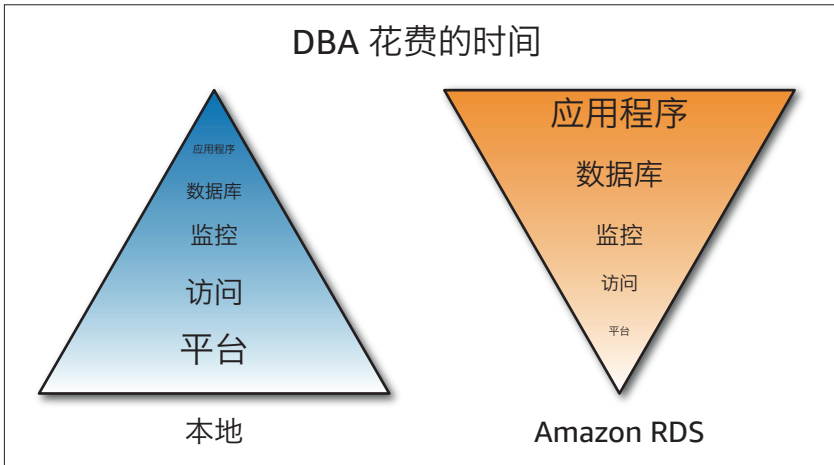 DBA 花费的时间
应用程序
数据库
监控
访问
平台
本地
应用程序
数据库
监控
访问
平台
Amazon RDS